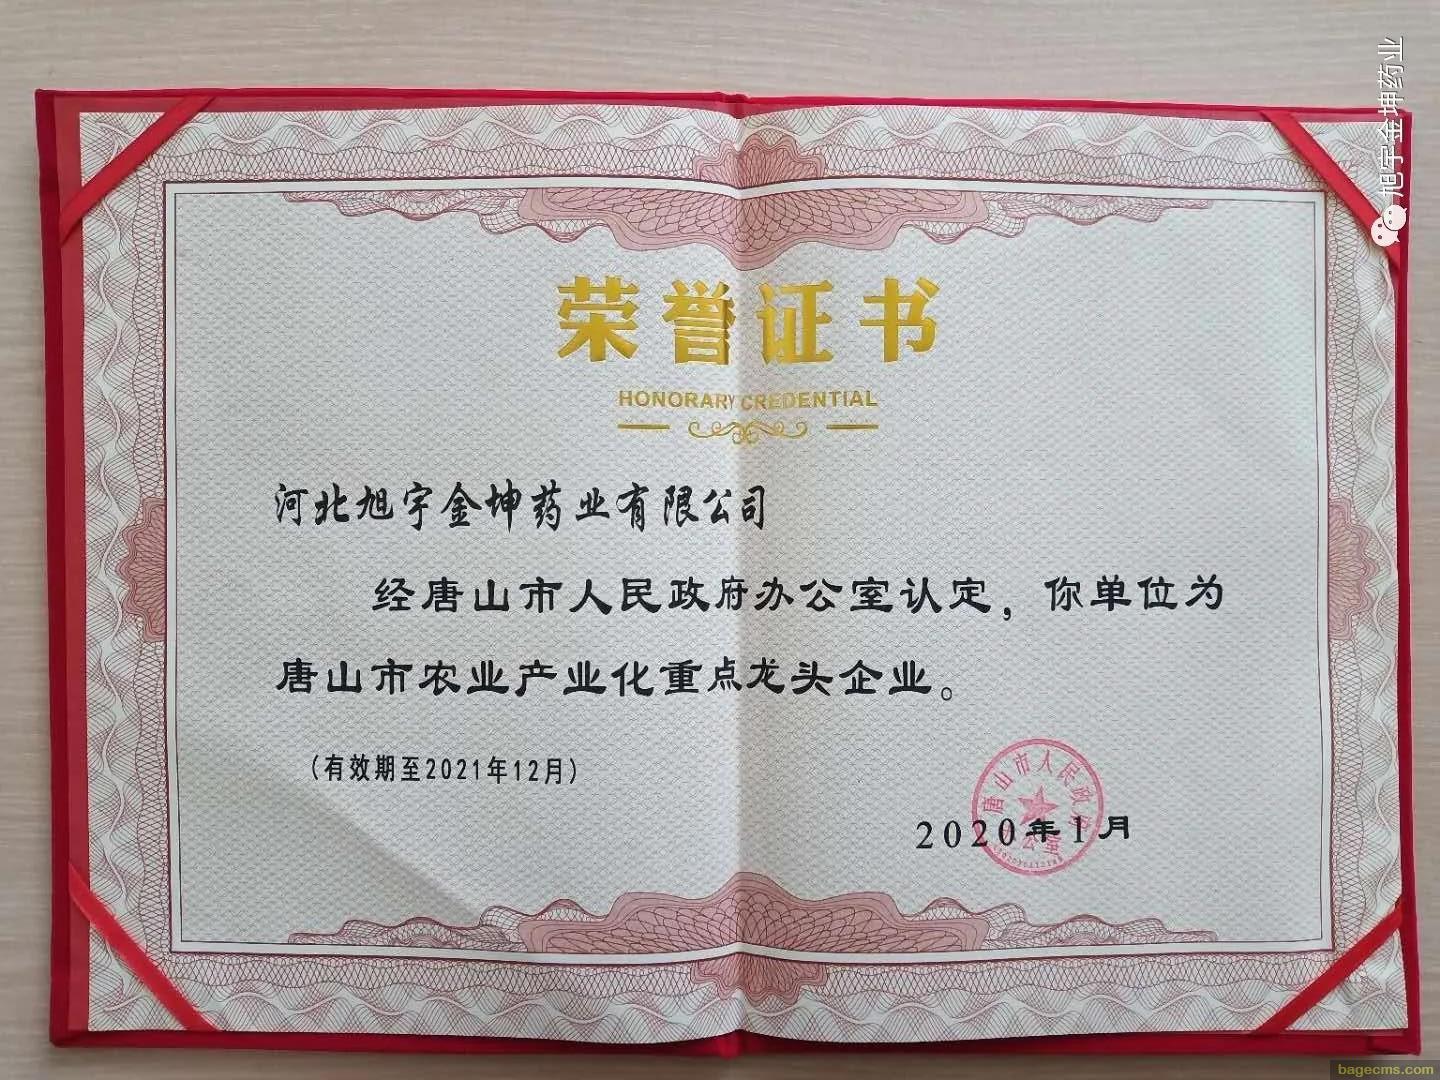 荣誉证书
HONORARY CREDENTIAL
河北旭宇金坤药业有限公司
经唐山市人民政府办公室认定，你单位为
唐山市农业产业化重点龙头企业。
(有效期至2021年12月)
唐山市人民政府
办公室
2020年1月
旭宇金坤药业
bagecms.com